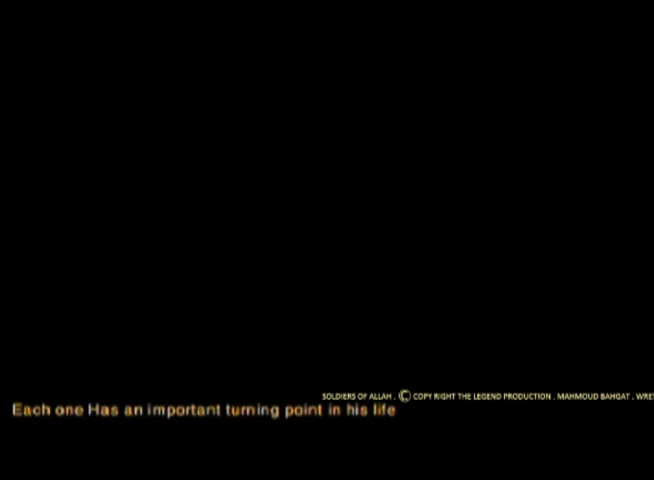 SOLDIERS OF ALLAH . © COPY RIGHT THE LEGEND PRODUCTION . MAHMOUD BAHGAT .
Each one Has an important turning point in his life